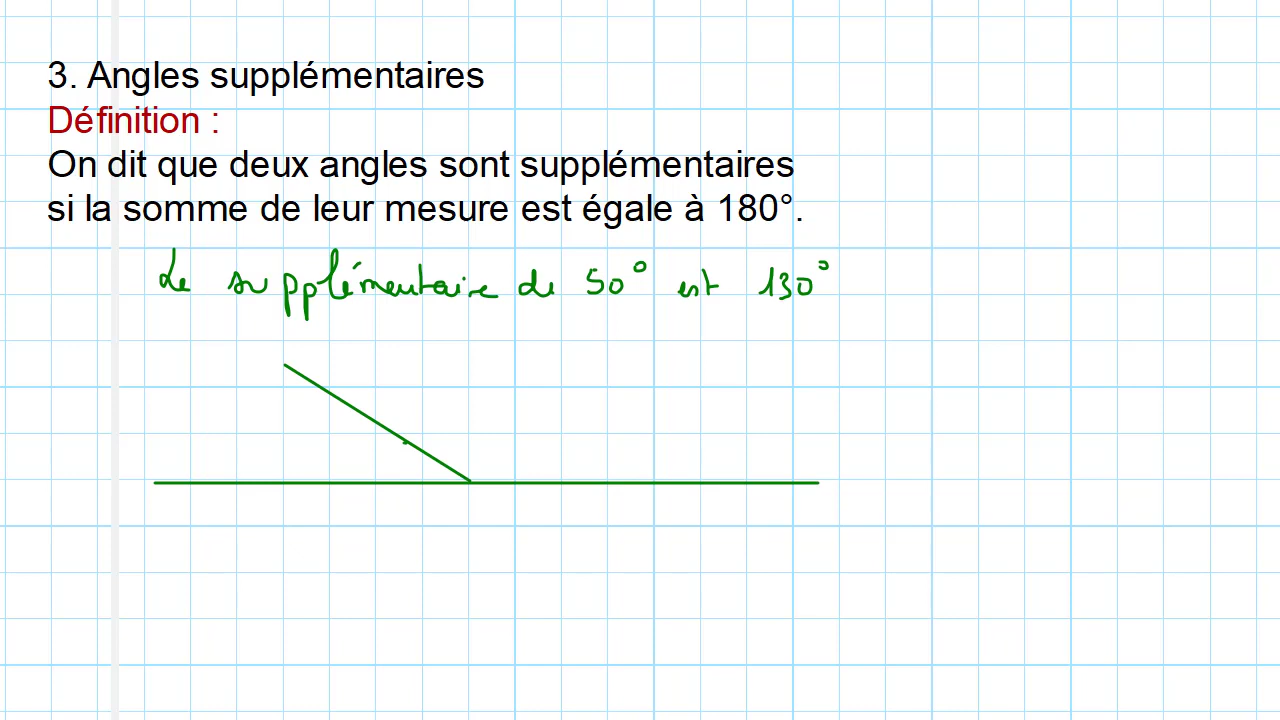 3. Angles supplémentaires
Définition :
On dit que deux angles sont supplémentaires
si la somme de leur mesure est égale à 180°.
Le supplémentaire de 50° est 130°